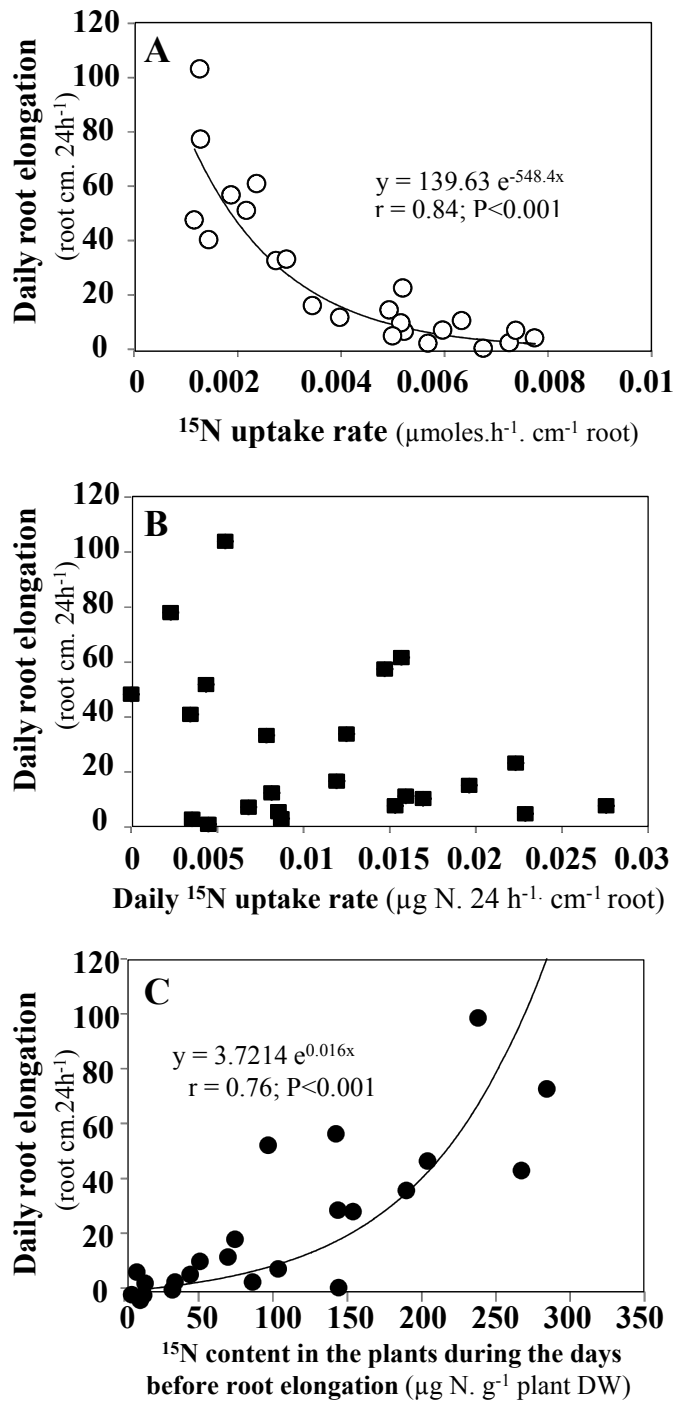 120
100
80
60
40
20
0
Daily root elongation
(root cm. 24h⁻¹)
A
y = 139.63 e⁻⁵⁴⁸·⁴ˣ
r = 0.84; P<0.001
0 0.002 0.004 0.006 0.008 0.01
¹⁵N uptake rate (µmoles.h⁻¹. cm⁻¹ root)
120
100
80
60
40
20
0
Daily root elongation
(root cm. 24h⁻¹)
B
0 0.005 0.01 0.015 0.02 0.025 0.03
Daily ¹⁵N uptake rate (µg N. 24 h⁻¹· cm⁻¹ root)
120
100
80
60
40
20
0
Daily root elongation
(root cm.24h⁻¹)
C
y = 3.7214 e⁰·⁰¹⁶ˣ
r = 0.76; P<0.001
0 50 100 150 200 250 300 350
¹⁵N content in the plants during the days
before root elongation (µg N. g⁻¹ plant DW)